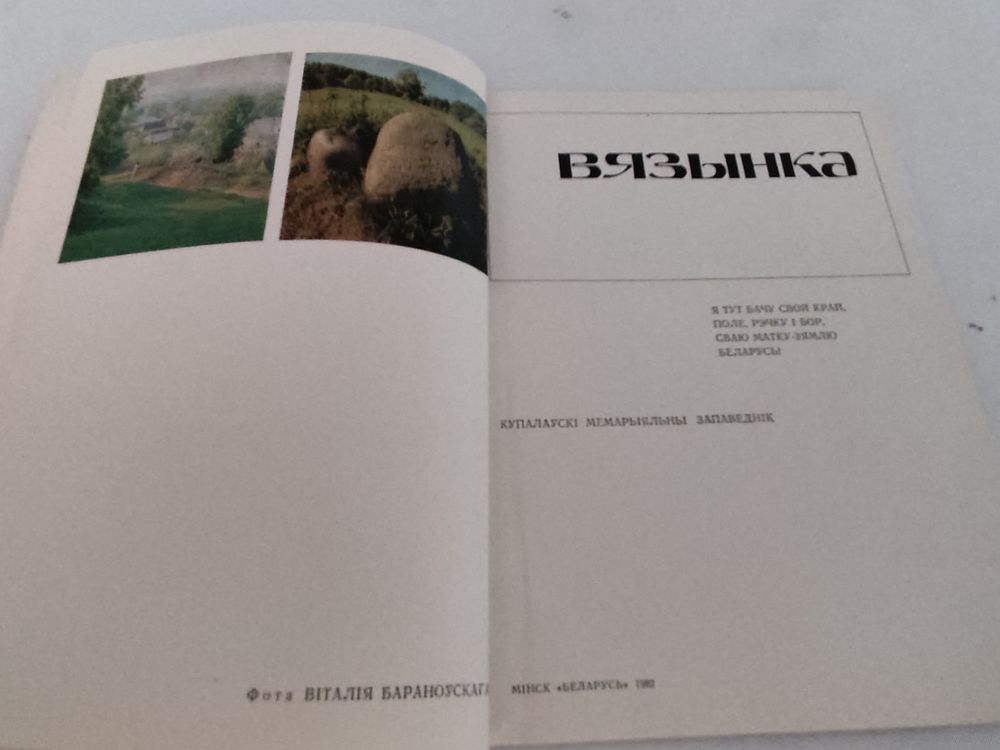 ВЯЗЫНКА
Я ТУТ БАЧУ СВОЙ КРАЙ,
ПОЛЕ, РЭЧКУ І БОР,
СВАЮ МАТКУ-ЗЯМЛЮ
БЕЛАРУСЫ
КУПАЛАЎСКІ МЕМАРЫЯЛЬНЫ ЗАПАВЕДНІК
Фота ВІТАЛІЯ БАРАНОЎСКАГА
МІНСК «БЕЛАРУСЬ» 1982